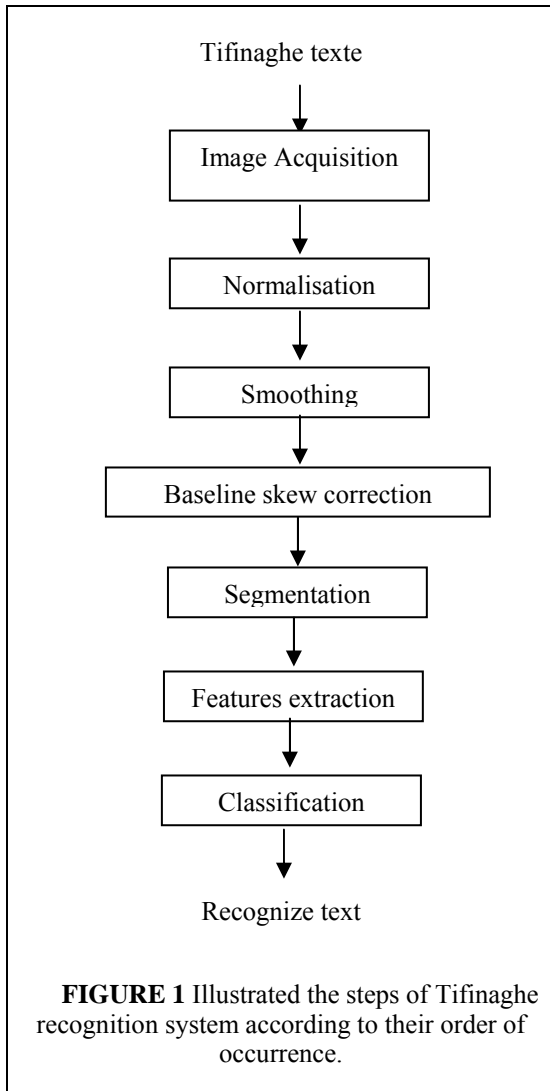 Tifinaghe texte
Image Acquisition
Normalisation
Smoothing
Baseline skew correction
Segmentation
Features extraction
Classification
Recognize text
FIGURE 1 Illustrated the steps of Tifinaghe
recognition system according to their order of
occurrence.